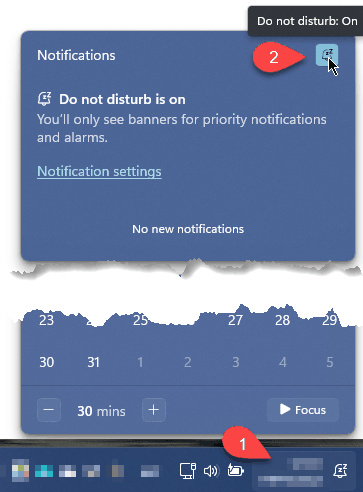 Do not disturb: On
Notifications
2
Do not disturb is on
You'll only see banners for priority notifications
and alarms.
Notification settings
No new notifications
23 25 27 28 29
30 31 1 2 3 4 5
30 mins
Focus
1